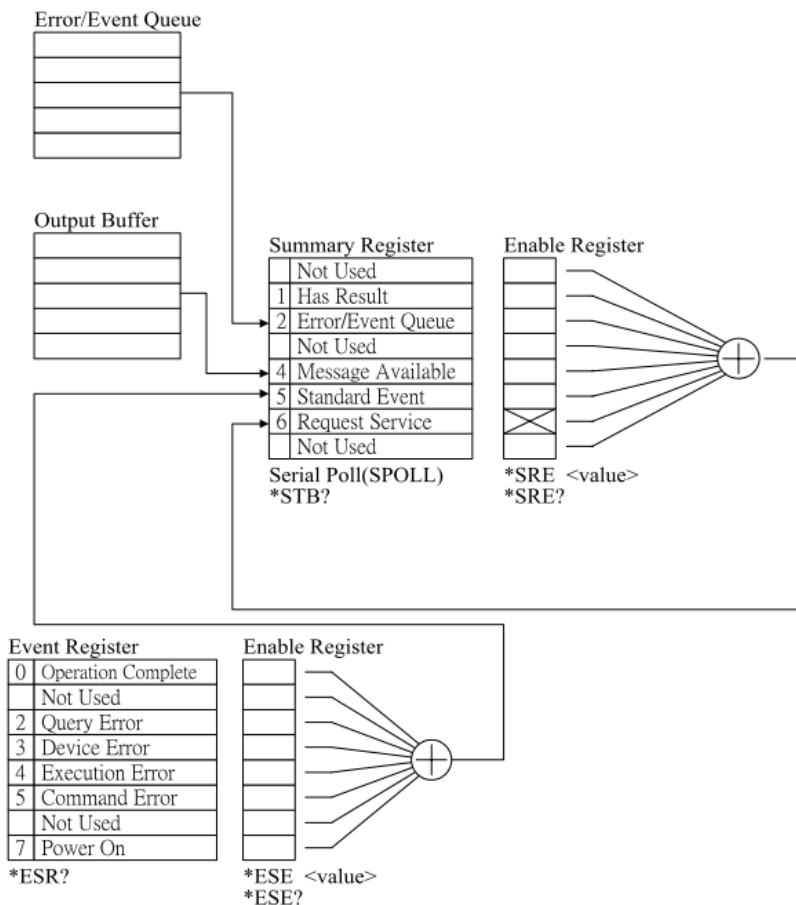 Error/Event Queue
Output Buffer
Summary Register
Not Used
1 Has Result
2 Error/Event Queue
Not Used
4 Message Available
5 Standard Event
6 Request Service
Not Used
Serial Poll(SPOLL)
*STB?
Enable Register
*SRE <value>
*SRE?
Event Register
0 Operation Complete
Not Used
2 Query Error
3 Device Error
4 Execution Error
5 Command Error
Not Used
7 Power On
*ESR?
Enable Register
*ESE <value>
*ESE?